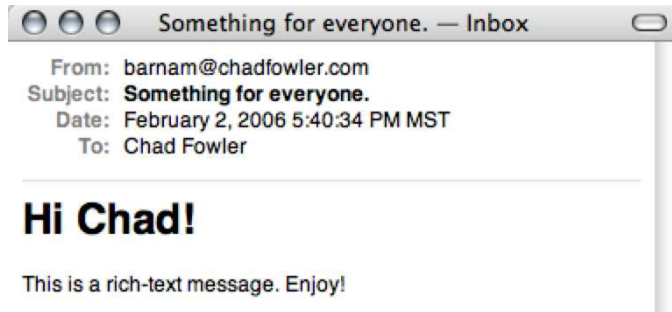 Something for everyone. — Inbox
From: barnam@chadfowler.com
Subject: Something for everyone.
Date: February 2, 2006 5:40:34 PM MST
To: Chad Fowler
Hi Chad!
This is a rich-text message. Enjoy!